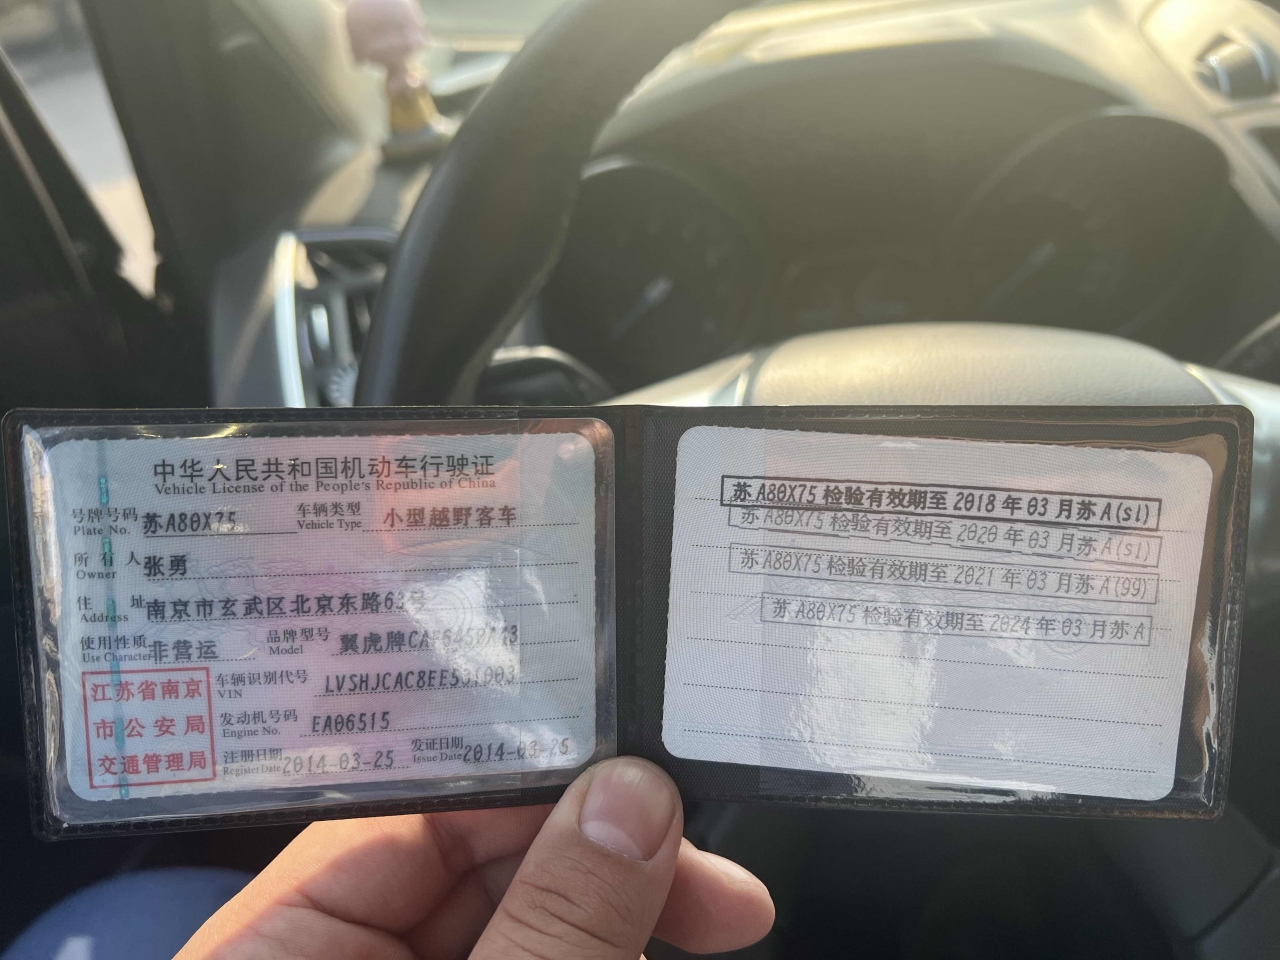 中华人民共和国机动车行驶证
Vehicle License of the People's Republic of China
号牌号码 苏A80X75 车辆类型 小型越野客车
Plate No. Vehicle Type
所有人 张勇
Owner
住址 南京市玄武区北京东路63号
Address
使用性质 非营运 品牌型号 翼虎牌
Use Character Model
江苏省南京
市公安局
交通管理局
车辆识别代号
VIN
发动机号码 EA06515
Engine No.
注册日期 2014-03-25 发证日期 2014-03-25
Register Date Issue Date
苏A80X75 检验有效期至 2018 年 03 月苏 A(sl)
苏A80X75 检验有效期至 2020 年 03 月苏 A(sl)
苏A80X75 检验有效期至 2021 年 03 月苏 A(99)
苏A80X75 检验有效期至 2024 年 03 月苏 A